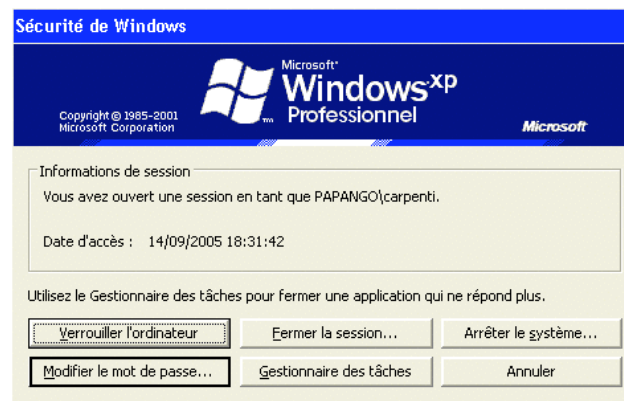 Sécurité de Windows
Microsoft
Windows xp
Professionnel
Copyright © 1985-2001
Microsoft Corporation
Microsoft
Informations de session
Vous avez ouvert une session en tant que PAPANGO\carpenti.
Date d'accès : 14/09/2005 18:31:42
Utilisez le Gestionnaire des tâches pour fermer une application qui ne répond plus.
Verrouiller l'ordinateur
Fermer la session...
Arrêter le système...
Modifier le mot de passe...
Gestionnaire des tâches
Annuler